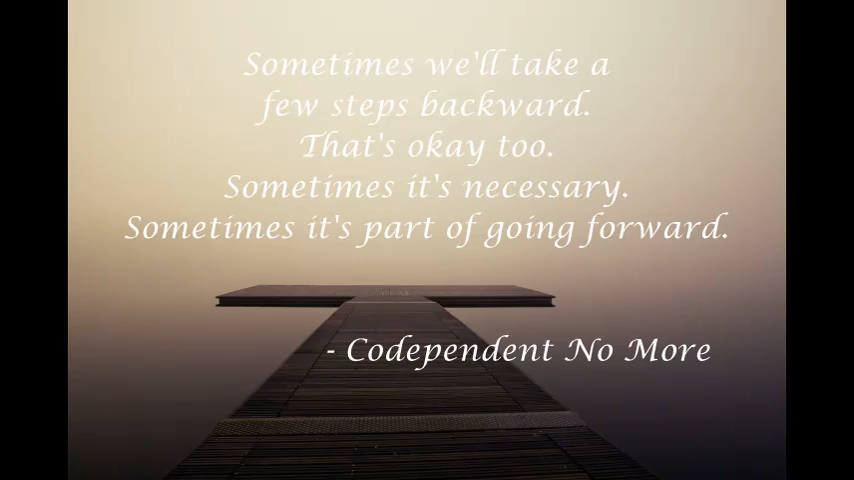 Sometimes we'll take a
few steps backward.
That's okay too.
Sometimes it's necessary.
Sometimes it's part of going forward.
- Codependent No More